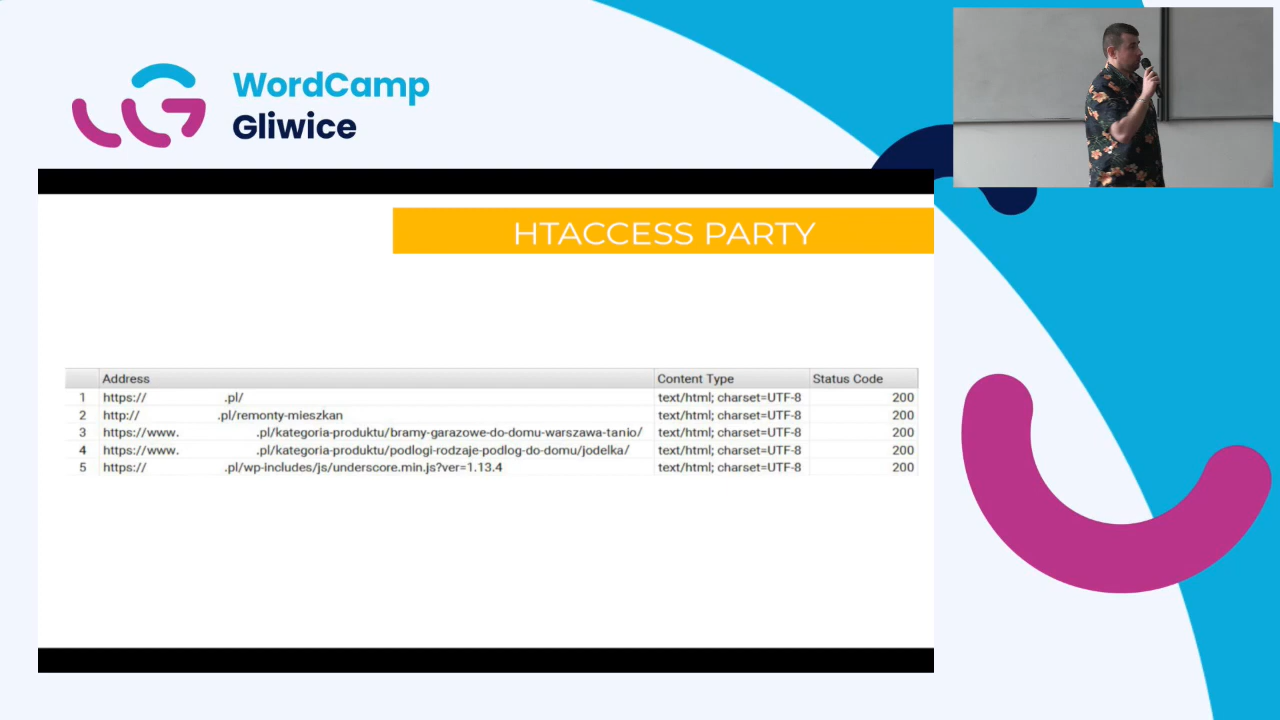 WordCamp
Gliwice
HTACCESS PARTY
Address Content Type Status Code
1 https:// .pl/ text/html; charset=UTF-8 200
2 http:// .pl/remonty-mieszkan text/html; charset=UTF-8 200
3 https://www. .pl/kategoria-produktu/bramy-garazowe-do-domu-warszawa-tanio/ text/html; charset=UTF-8 200
4 https://www. .pl/kategoria-produktu/podlogi-rodzaje-podlog-do-domu/jodelka/ text/html; charset=UTF-8 200
5 https:// .pl/wp-includes/js/underscore.min.js?ver=1.13.4 text/html; charset=UTF-8 200